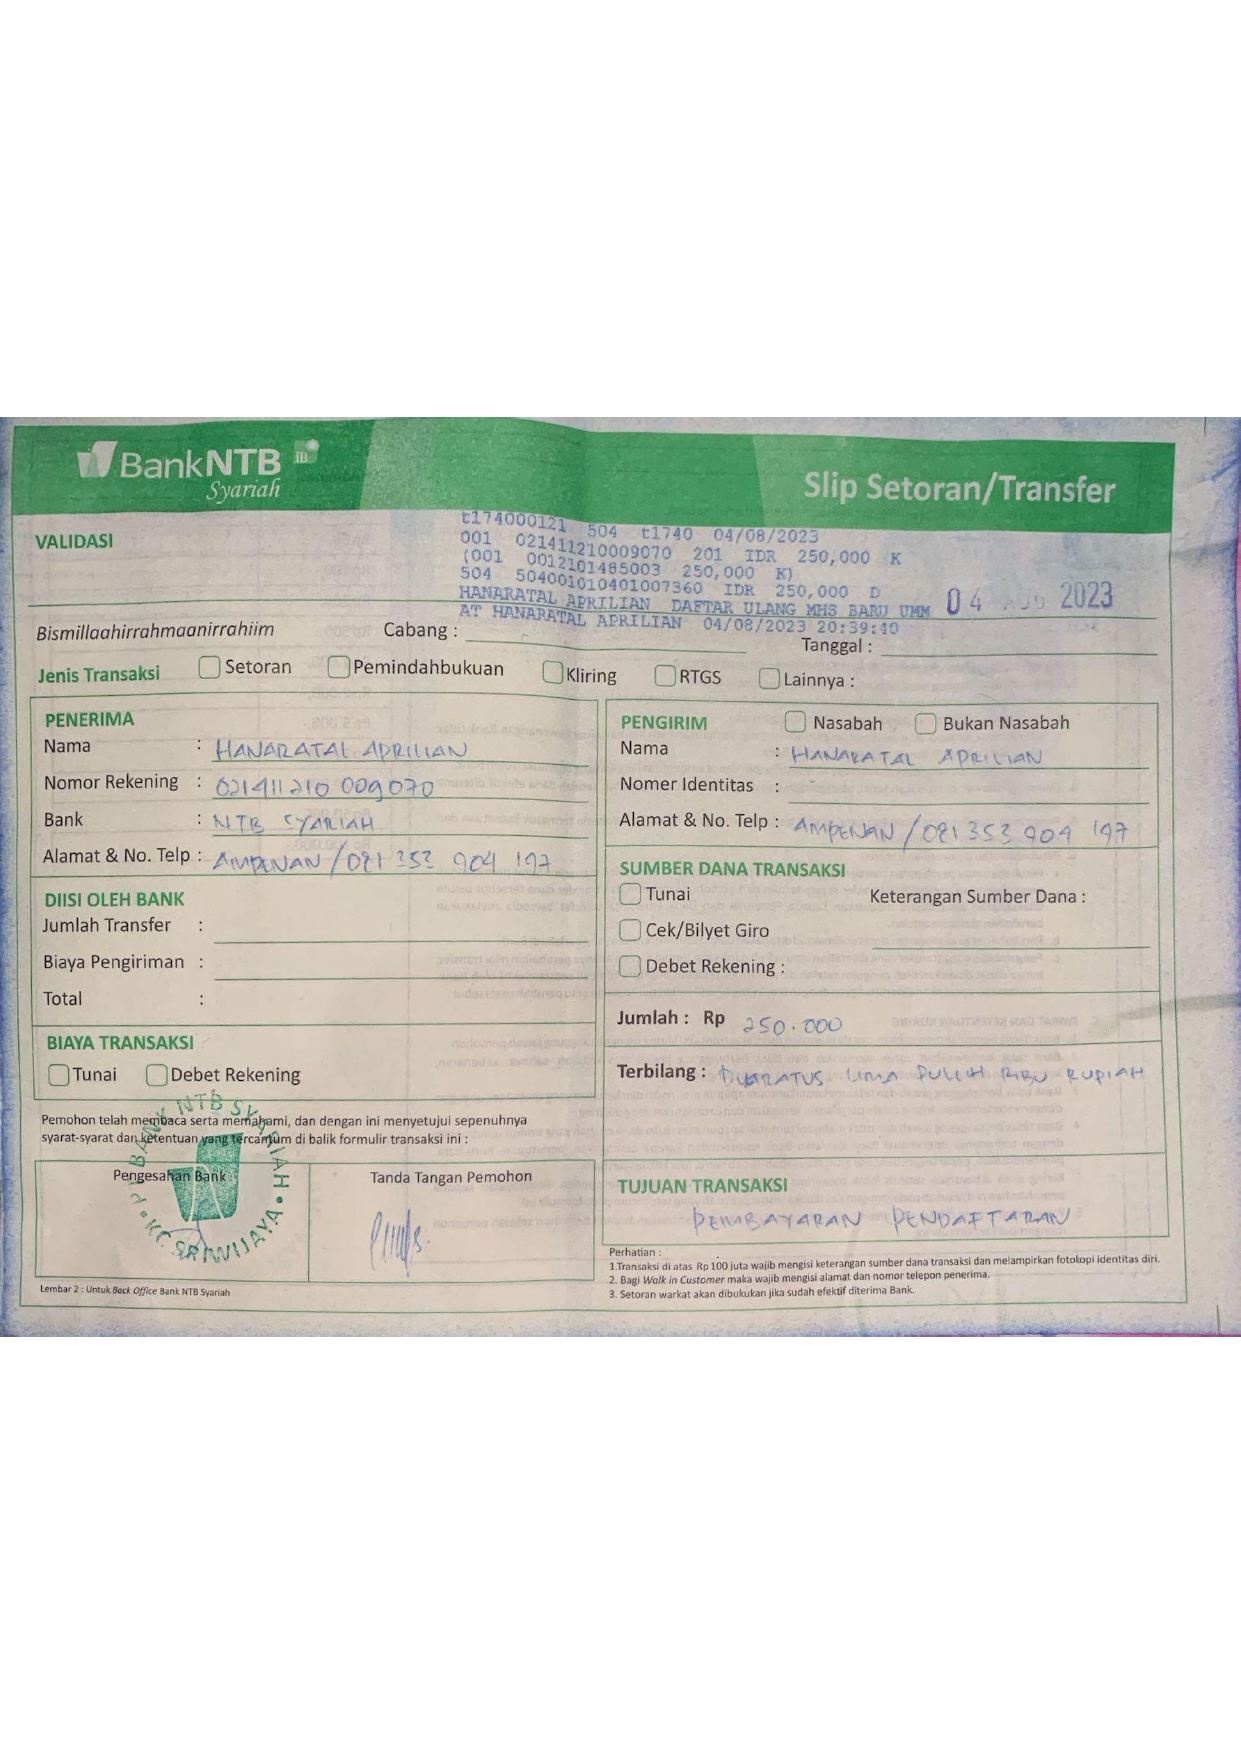 BankNTB iB
Syariah
Slip Setoran/Transfer
VALIDASI
t174000121 504 t1740 04/08/2023
001 021411210009070 201 IDR 250,000 K
(001 0012101485003 250,000 K)
504 504001010401007360 IDR 250,000 D
HANARATAL APRILIAN DAFTAR ULANG MHS BARU UMM
AT HANARATAL APRILIAN 04/08/2023 20:39:40
04 2023
Bismillaahirrahmaanirrahiim
Cabang :
Tanggal :
Jenis Transaksi Setoran Pemindahbukuan Kliring RTGS Lainnya :
PENERIMA
Nama : HANARATAL APRILIAN
Nomor Rekening : 021411210 009070
Bank : NTB SYARIAH
Alamat & No. Telp : AMPENAN / 081 353 904 197
DIISI OLEH BANK
Jumlah Transfer :
Biaya Pengiriman :
Total :
BIAYA TRANSAKSI
Tunai Debet Rekening
Pemohon telah membaca serta memahami, dan dengan ini menyetujui sepenuhnya
syarat-syarat dan ketentuan yang tercantum di balik formulir transaksi ini :
Pengesahan Bank
Tanda Tangan Pemohon
BANK NTB SYARIAH
KC. SRIWIJAYA
Lembar 2 : Untuk Back Office Bank NTB Syariah
PENGIRIM Nasabah Bukan Nasabah
Nama : HANARATAL APRILIAN
Nomer Identitas :
Alamat & No. Telp : AMPENAN / 081 353 904 197
SUMBER DANA TRANSAKSI
Tunai Keterangan Sumber Dana :
Cek/Bilyet Giro
Debet Rekening :
Jumlah : Rp 250.000
Terbilang : DUARATUS LIMA PULUH RIBU RUPIAH
TUJUAN TRANSAKSI
PEMBAYARAN PENDAFTARAN
Perhatian :
1.Transaksi di atas Rp 100 juta wajib mengisi keterangan sumber dana transaksi dan melampirkan fotokopi identitas diri.
2. Bagi Walk in Customer maka wajib mengisi alamat dan nomor telepon penerima.
3. Setoran warkat akan dibukukan jika sudah efektif diterima Bank.